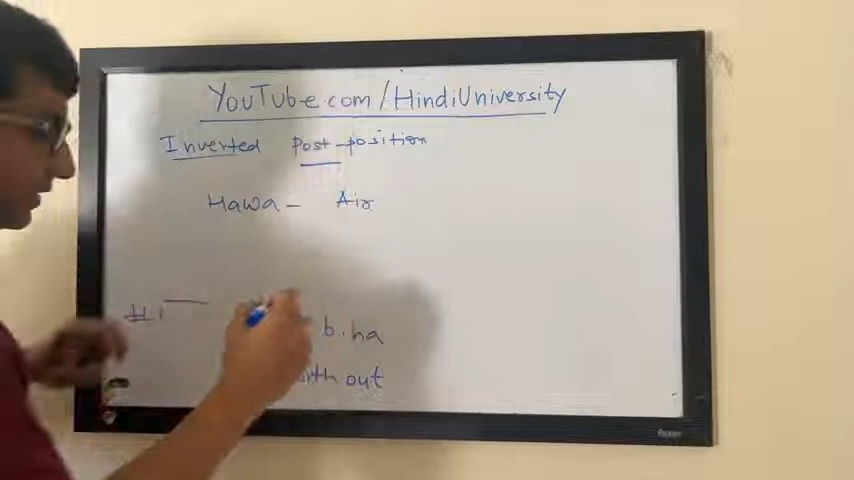 YouTube.com/HindiUniversity
Inverted Post-position
Hawa - Air
b.ha
out